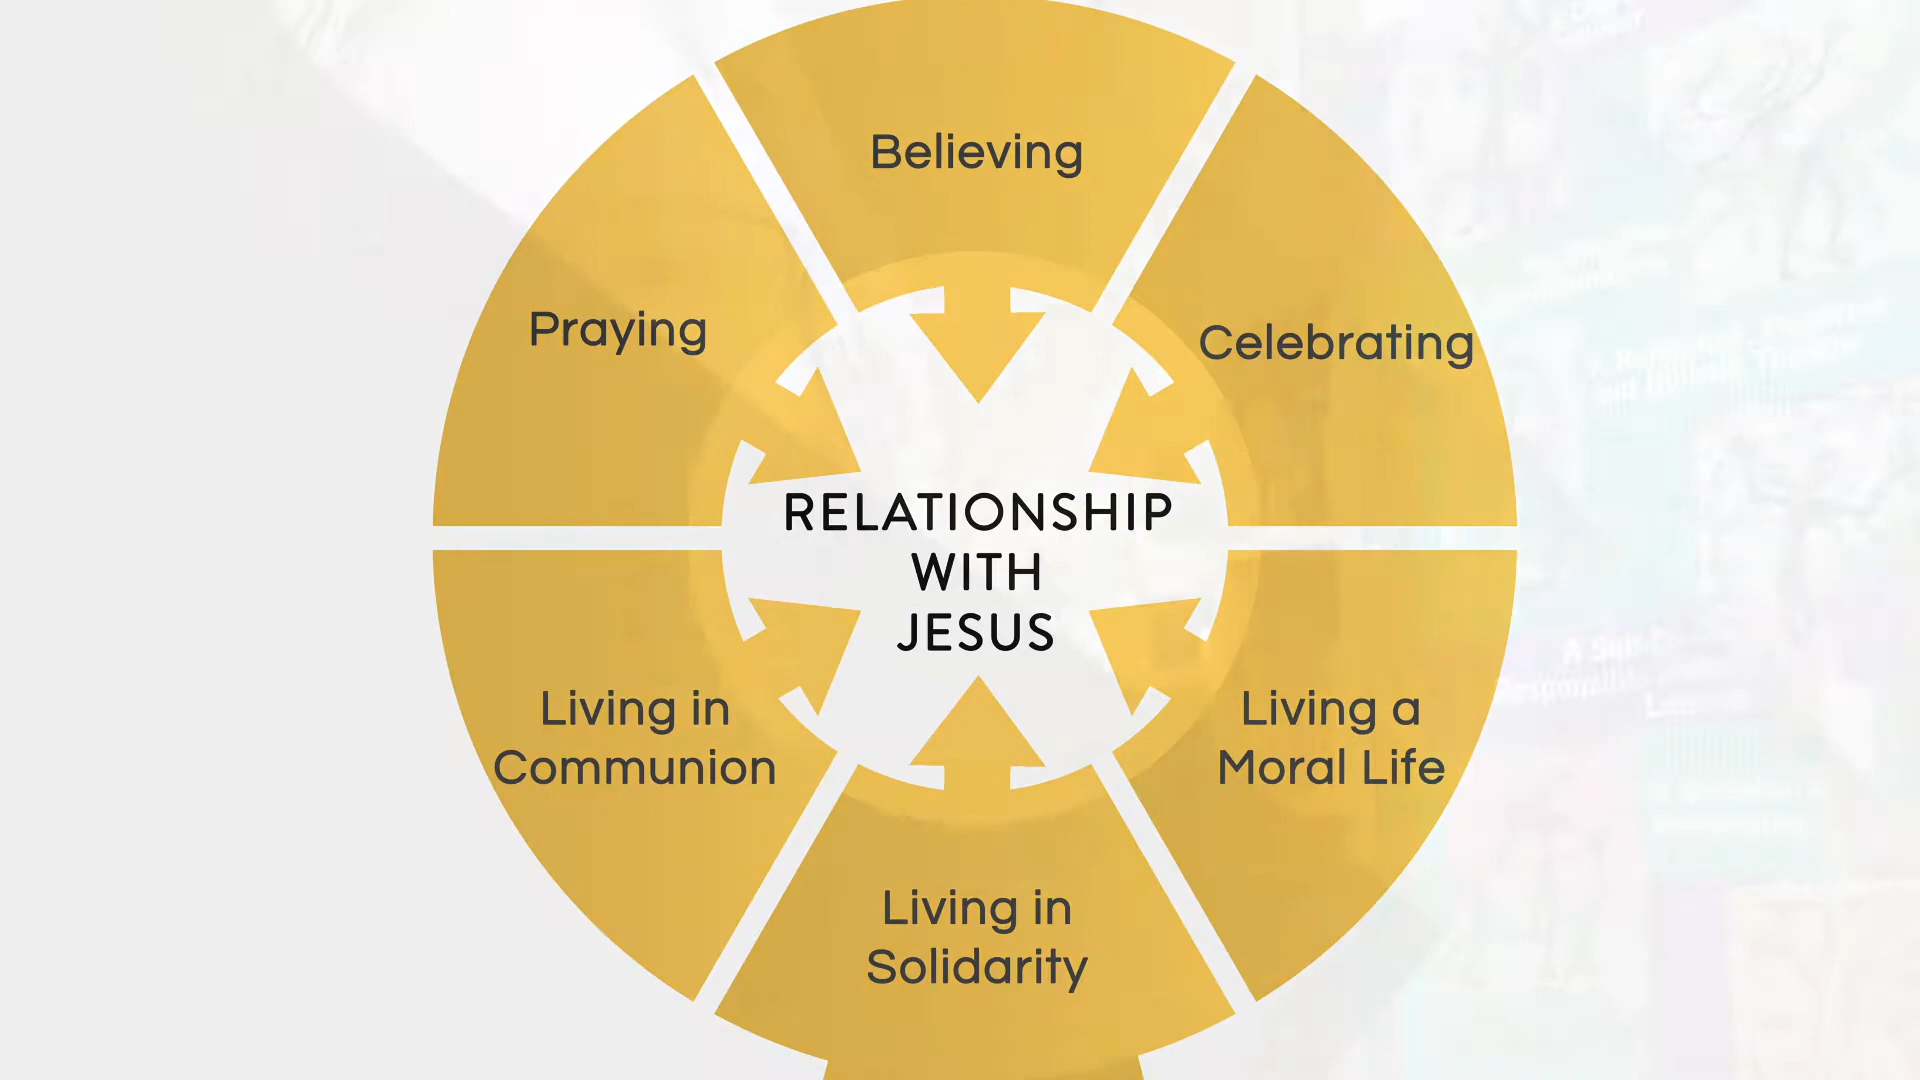 Believing
Praying
Celebrating
RELATIONSHIP
WITH
JESUS
Living in
Communion
Living a
Moral Life
Living in
Solidarity